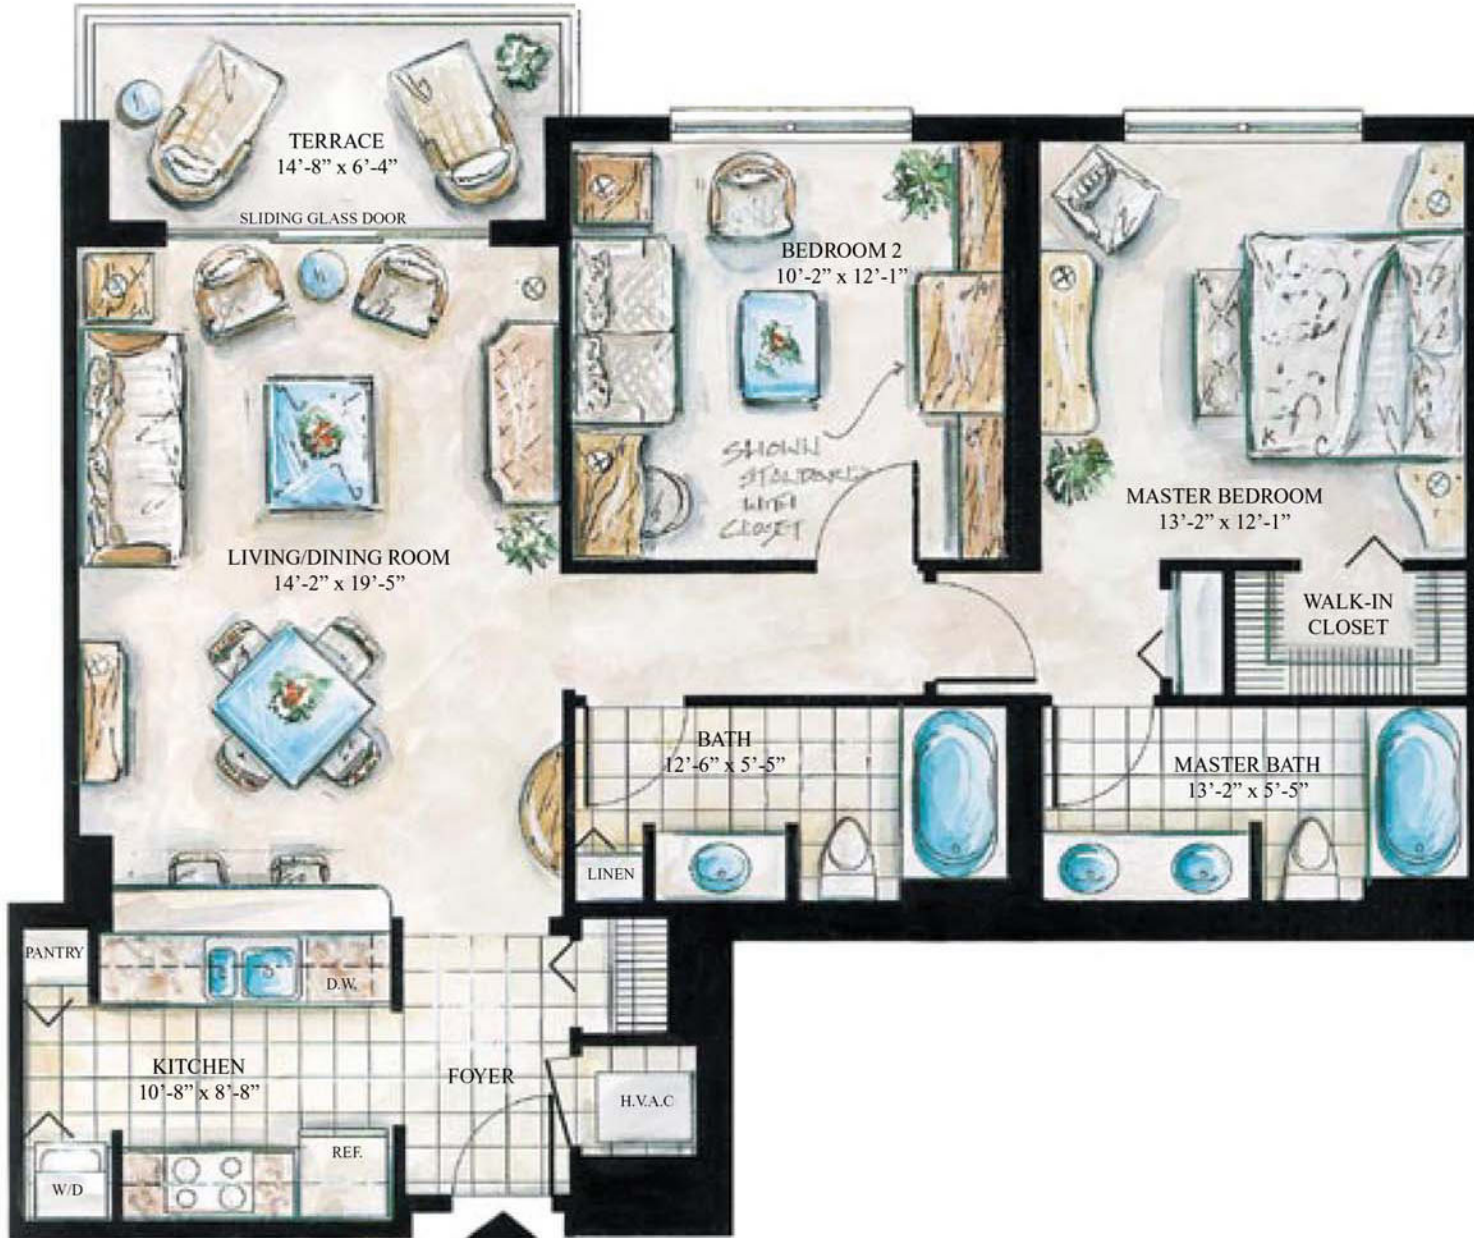 TERRACE
14’-8” x 6’-4”
SLIDING GLASS DOOR
BEDROOM 2
10’-2” x 12’-1”
SHOWN
WITH
CLOSET
MASTER BEDROOM
13’-2” x 12’-1”
LIVING/DINING ROOM
14’-2” x 19’-5”
WALK-IN
CLOSET
BATH
12’-6” x 5’-5”
MASTER BATH
13’-2” x 5’-5”
LINEN
PANTRY
D.W.
KITCHEN
10’-8” x 8’-8”
FOYER
H.V.A.C
REF.
W/D